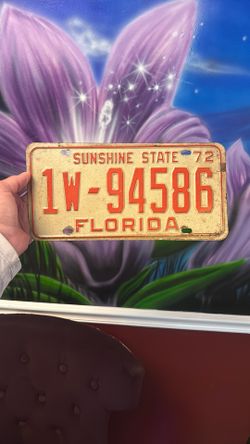 SUNSHINE STATE 72
1W-94586
FLORIDA